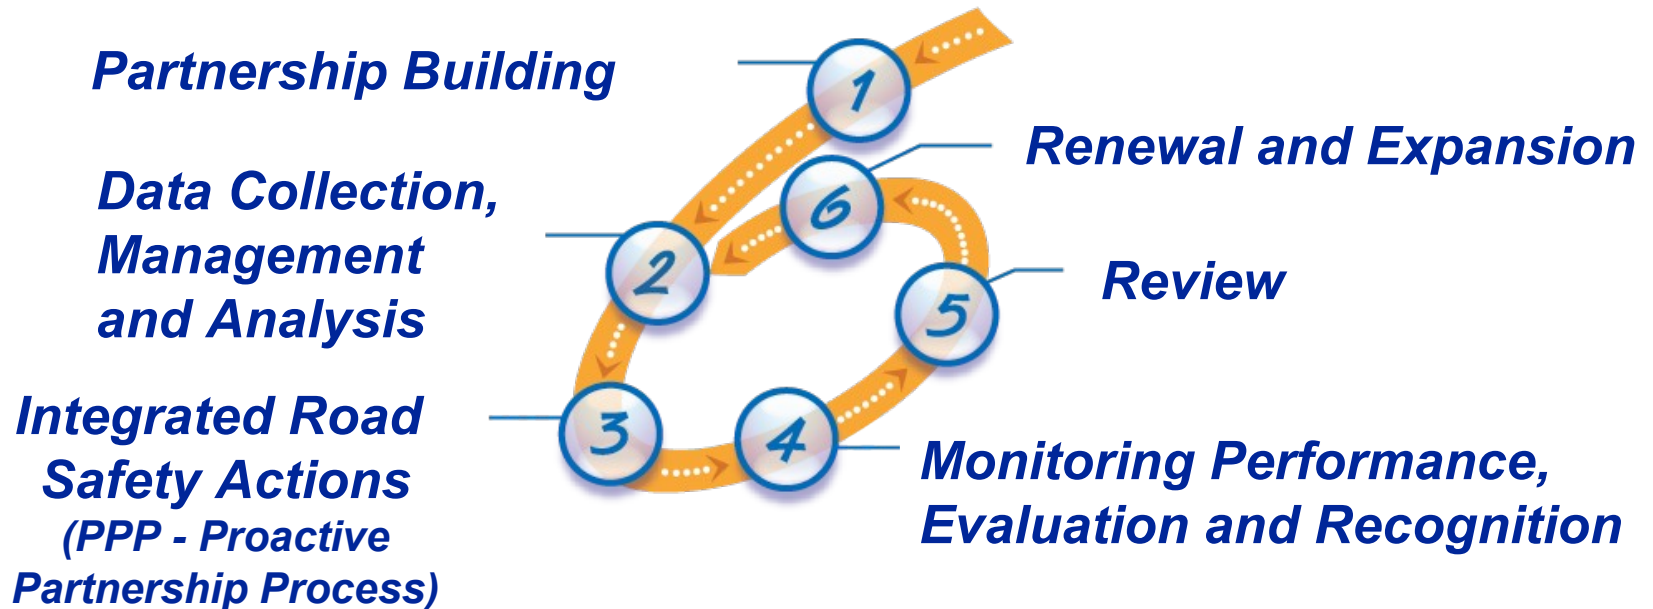 Partnership Building
1
Data Collection,
Management
and Analysis
2
Integrated Road
Safety Actions
(PPP - Proactive
Partnership Process)
3
4
Monitoring Performance,
Evaluation and Recognition
5
Review
6
Renewal and Expansion